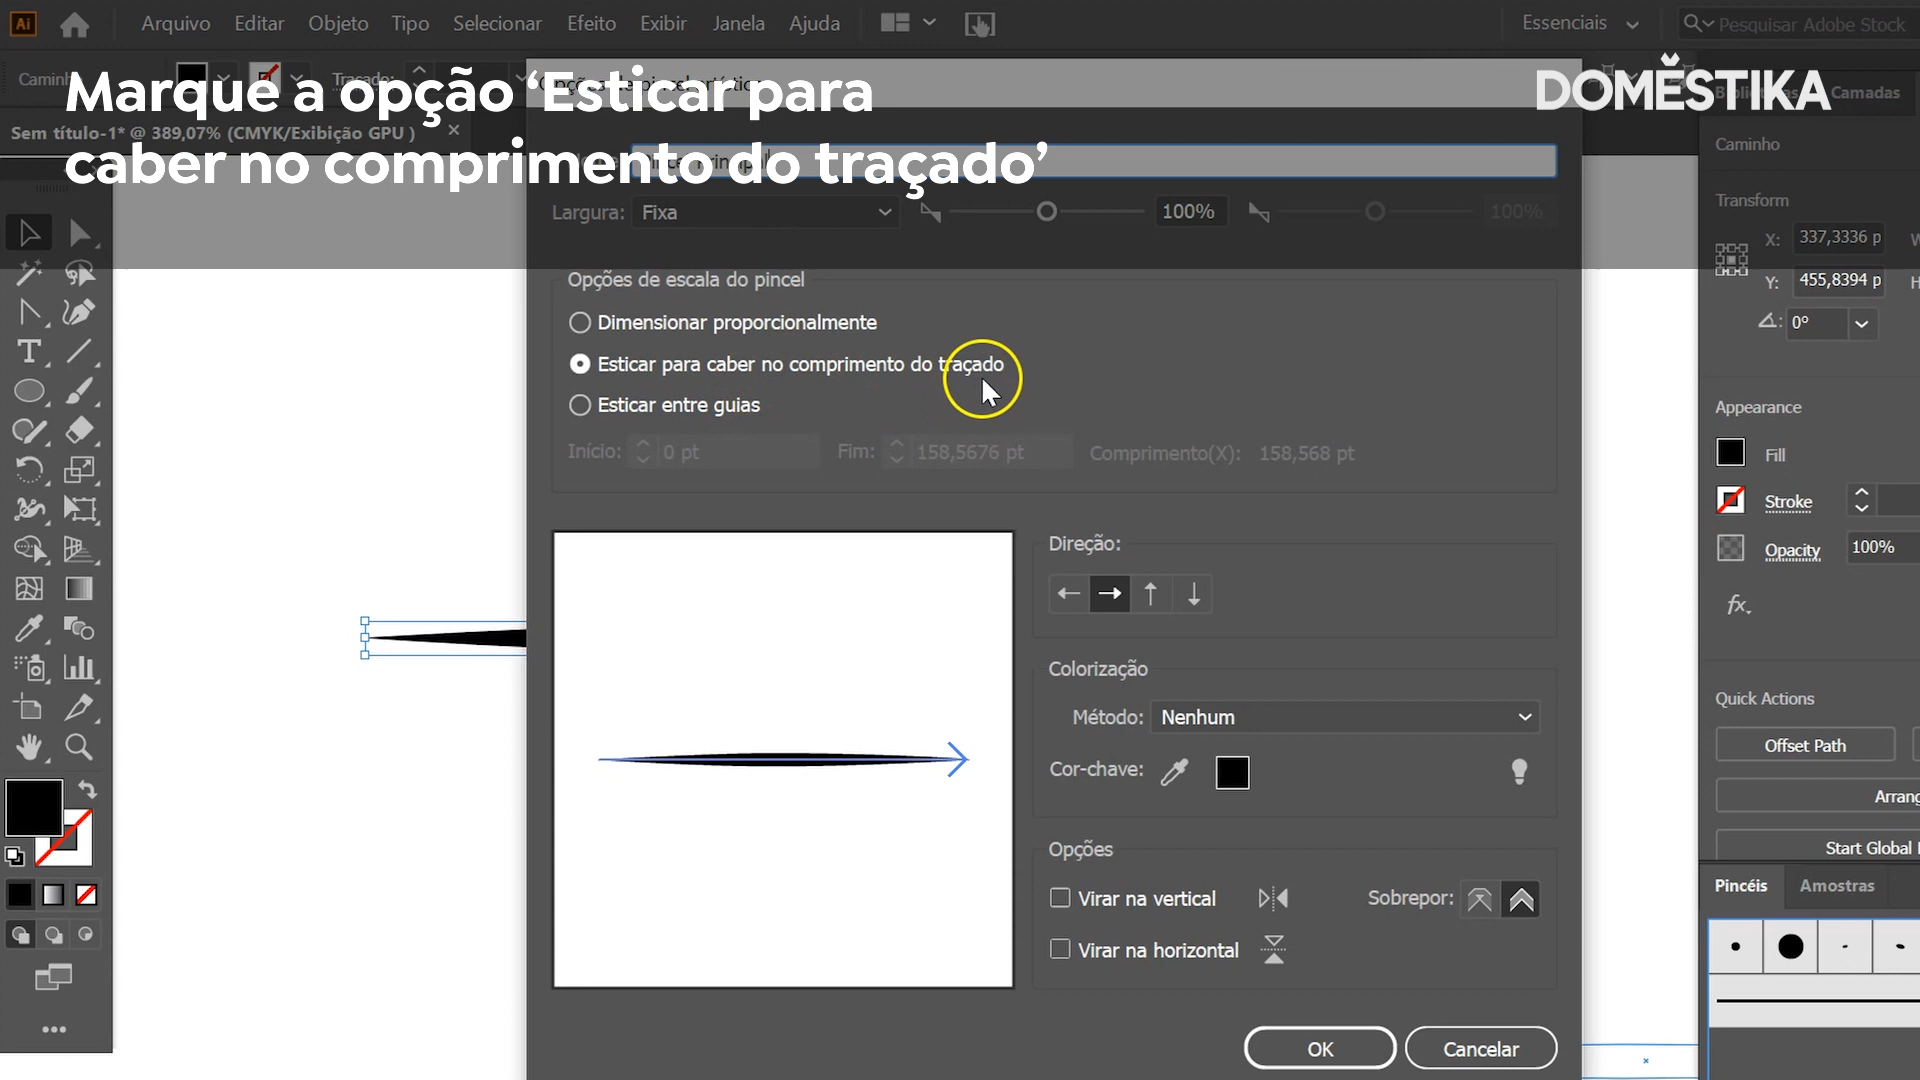 Ai
Arquivo Editar Objeto Tipo Selecionar Efeito Exibir Janela Ajuda
Essenciais
Pesquisar Adobe Stock
Traçado:
Marque a opção ‘Esticar para
caber no comprimento do traçado’
DOMĚSTIKA
Camadas
Sem título-1* @ 389,07% (CMYK/Exibição GPU )
Caminho
Largura: Fixa
100%
100%
Transform
X: 337,3336 p
Y: 455,8394 p
0°
Opções de escala do pincel
Dimensionar proporcionalmente
Esticar para caber no comprimento do traçado
Esticar entre guias
Início: 0 pt
Fim: 158,5676 pt
Comprimento(X): 158,568 pt
Appearance
Fill
Stroke
Opacity 100%
fx.
Direção:
Colorização
Método: Nenhum
Cor-chave:
Quick Actions
Offset Path
Arrang
Start Global
Opções
Virar na vertical
Sobrepor:
Virar na horizontal
Pincéis Amostras
OK
Cancelar